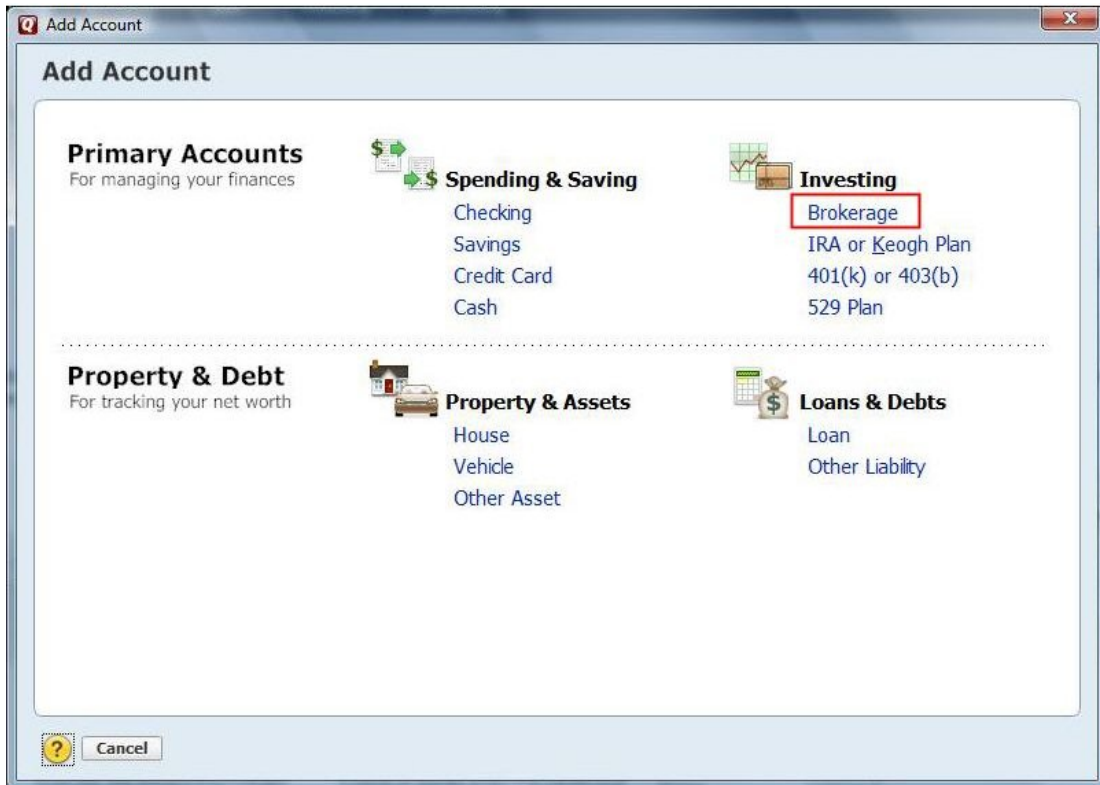 Add Account
Add Account
Primary Accounts
For managing your finances
Spending & Saving
Checking
Savings
Credit Card
Cash
Investing
Brokerage
IRA or Keogh Plan
401(k) or 403(b)
529 Plan
Property & Debt
For tracking your net worth
Property & Assets
House
Vehicle
Other Asset
Loans & Debts
Loan
Other Liability
? Cancel